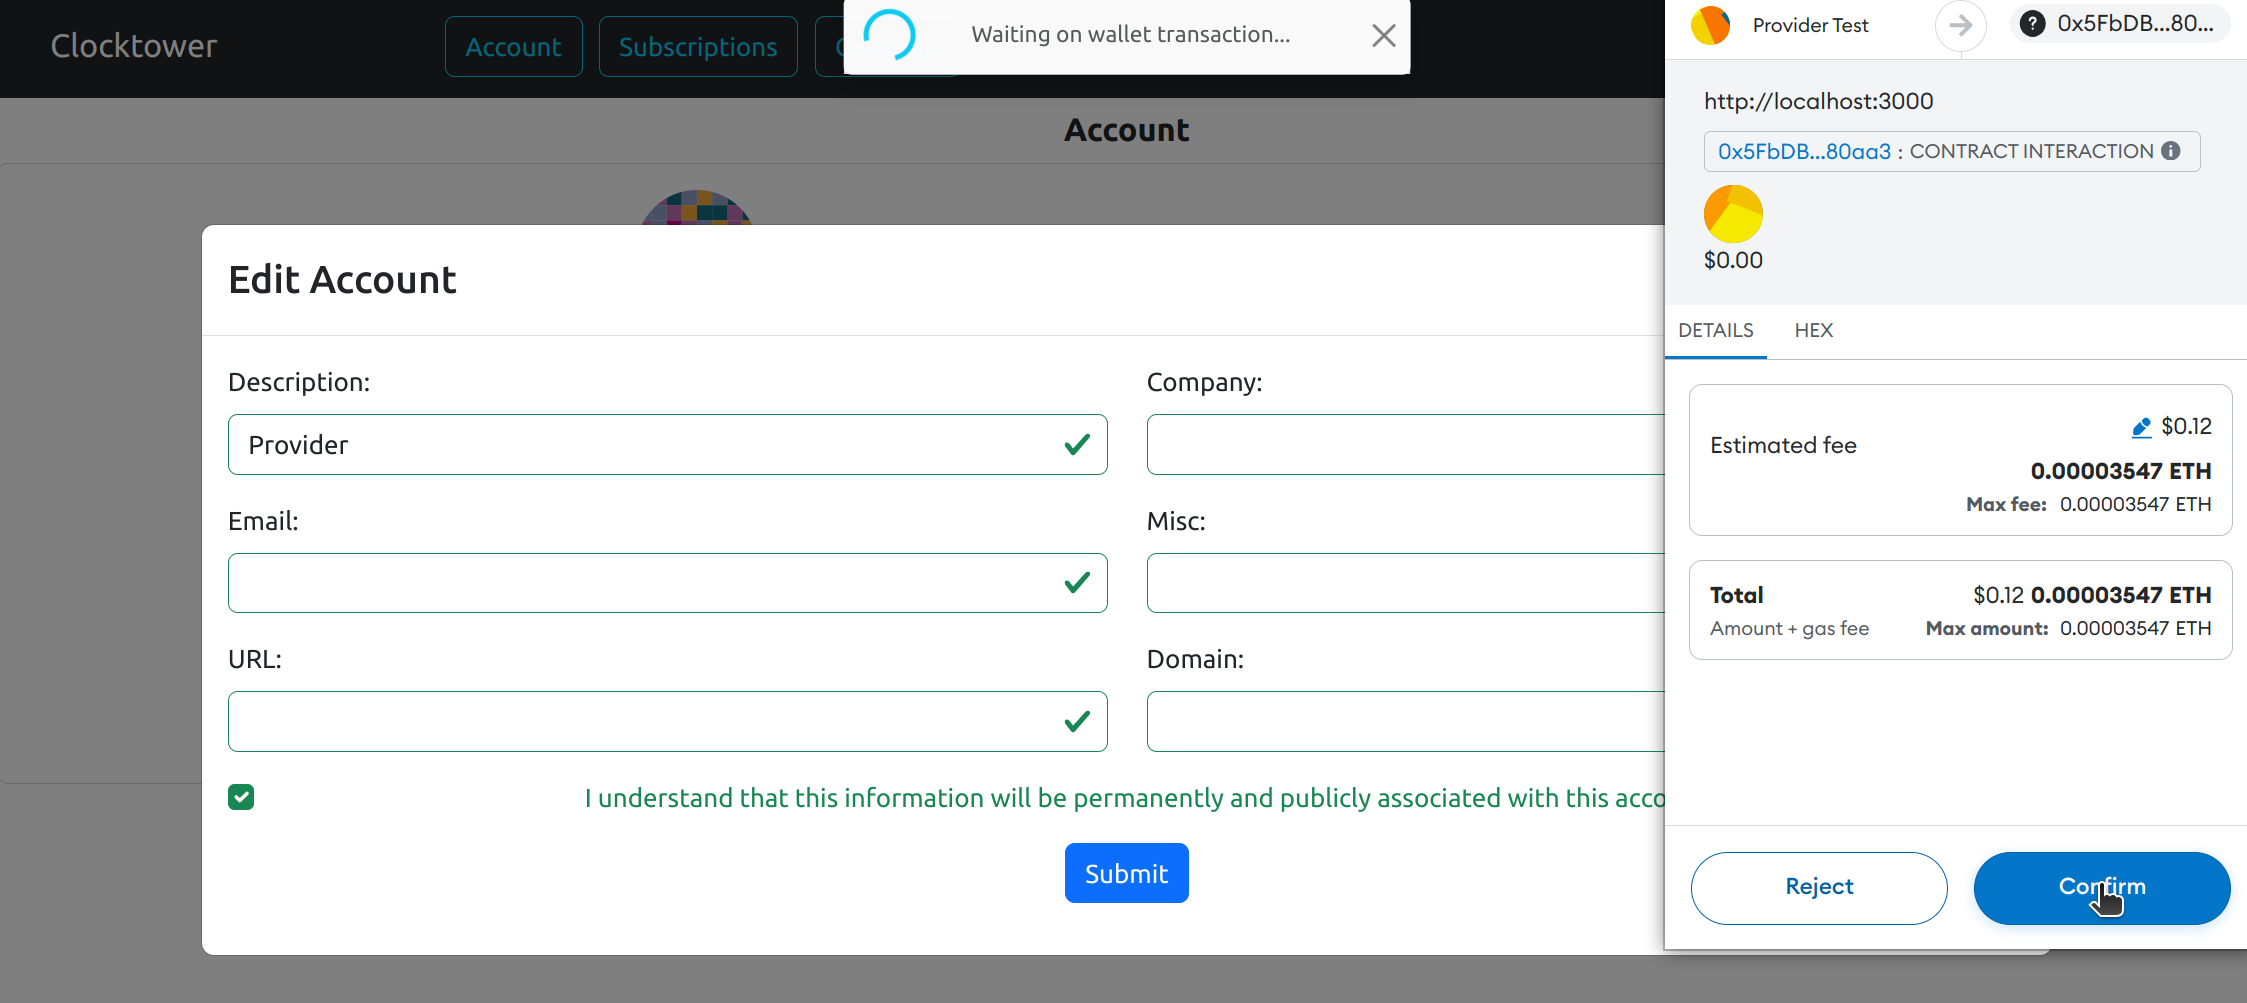 Clocktower
Account
Subscriptions
Waiting on wallet transaction...
Account
Edit Account
Description:
Provider
Company:
Email:
Misc:
URL:
Domain:
I understand that this information will be permanently and publicly associated with this acco
Submit
Provider Test
0x5FbDB...80...
http://localhost:3000
0x5FbDB...80aa3 : CONTRACT INTERACTION
$0.00
DETAILS
HEX
$0.12
Estimated fee
0.00003547 ETH
Max fee: 0.00003547 ETH
Total
$0.12 0.00003547 ETH
Amount + gas fee
Max amount: 0.00003547 ETH
Reject
Confirm